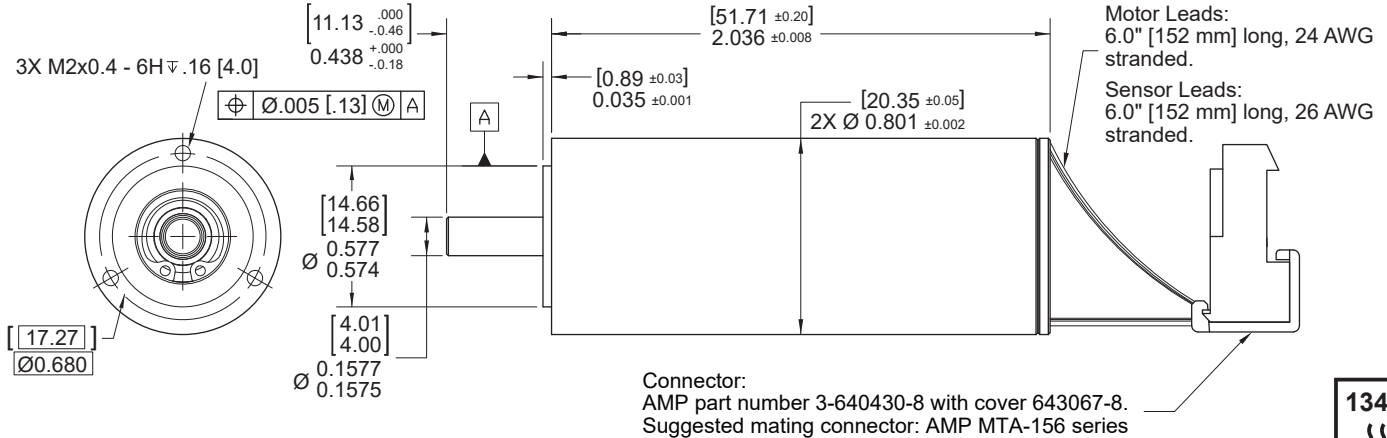 [11.13 .000 -.0.46]
0.438 +.000 -.0.18
3X M2x0.4 - 6H ↧ .16 [4.0]
⌖ Ø.005 [.13] Ⓜ A
A
[51.71 ±0.20]
2.036 ±0.008
[0.89 ±0.03]
0.035 ±0.001
[20.35 ±0.05]
2X Ø 0.801 ±0.002
Motor Leads:
6.0" [152 mm] long, 24 AWG
stranded.
Sensor Leads:
6.0" [152 mm] long, 26 AWG
stranded.
[14.66
14.58]
Ø 0.577
0.574
[4.01
4.00]
Ø 0.1577
0.1575
[17.27]
Ø0.680
Connector:
AMP part number 3-640430-8 with cover 643067-8.
Suggested mating connector: AMP MTA-156 series
134